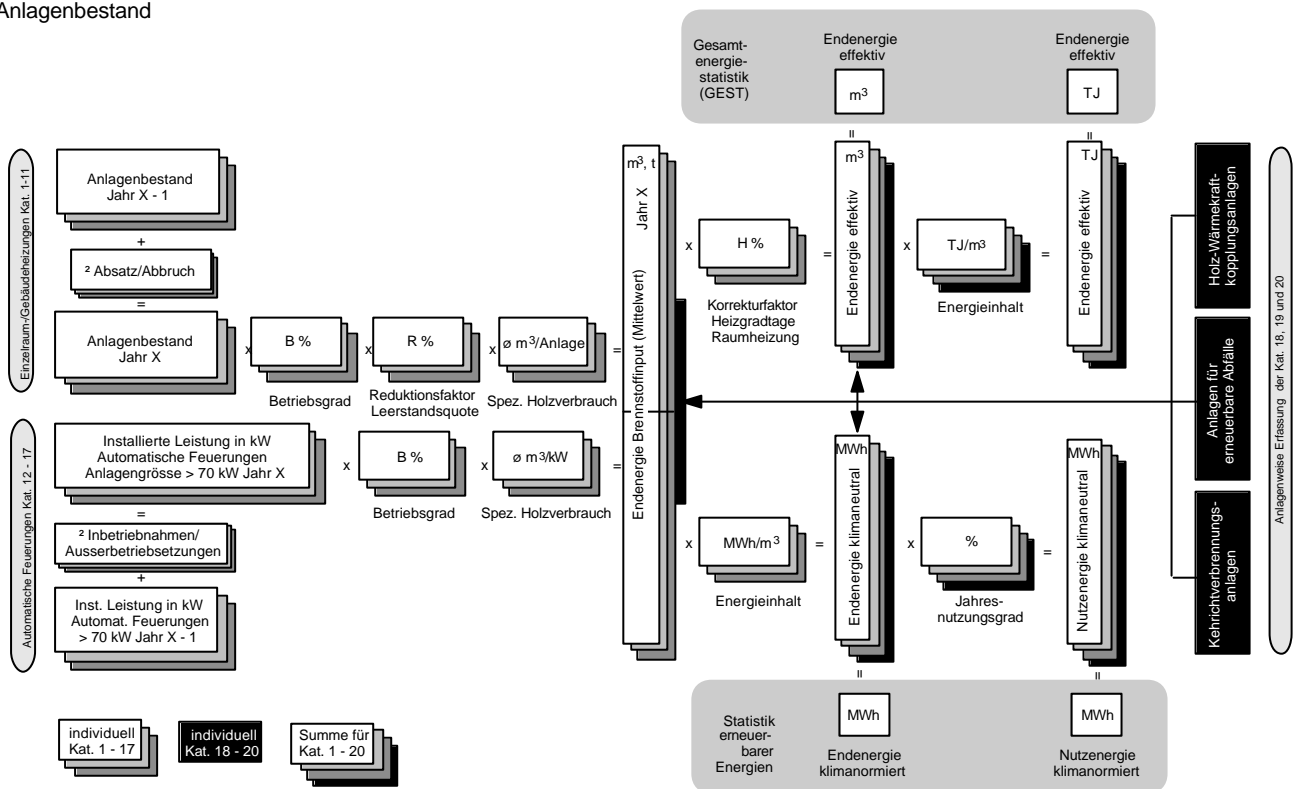 Anlagenbestand
Gesamt-
energie-
statistik
(GEST)
Endenergie
effektiv
m³
Endenergie
effektiv
TJ
=
=
Einzelraum-/Gebäudeheizungen Kat. 1-11
Anlagenbestand
Jahr X - 1
+
² Absatz/Abbruch
=
Anlagenbestand
Jahr X
x
B %
Betriebsgrad
x
R %
Reduktionsfaktor
Leerstandsquote
x
ø m³/Anlage
Spez. Holzverbrauch
=
Automatische Feuerungen Kat. 12 - 17
Installierte Leistung in kW
Automatische Feuerungen
Anlagengrösse > 70 kW Jahr X
x
B %
Betriebsgrad
x
ø m³/kW
Spez. Holzverbrauch
=
=
² Inbetriebnahmen/
Ausserbetriebsetzungen
+
Inst. Leistung in kW
Automat. Feuerungen
> 70 kW Jahr X - 1
m³, t
Jahr X
Endenergie Brennstoffinput (Mittelwert)
x
H %
Korrekturfaktor
Heizgradtage
Raumheizung
=
m³
Endenergie effektiv
x
TJ/m³
Energieinhalt
=
TJ
Endenergie effektiv
x
MWh/m³
Energieinhalt
=
MWh
Endenergie klimaneutral
x
%
Jahres-
nutzungsgrad
=
MWh
Nutzenergie klimaneutral
Holz-Wärmekraft-
kopplungsanlagen
Anlagen für
erneuerbare Abfälle
Kehrichtverbrennungs-
anlagen
Anlagenweise Erfassung der Kat. 18, 19 und 20
=
=
Statistik
erneuer-
barer
Energien
MWh
Endenergie
klimanormiert
MWh
Nutzenergie
klimanormiert
individuell
Kat. 1 - 17
individuell
Kat. 18 - 20
Summe für
Kat. 1 - 20